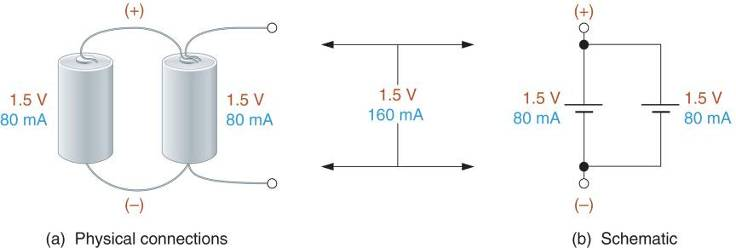 (+)
1.5 V
80 mA
1.5 V
80 mA
(–)
(a) Physical connections
1.5 V
160 mA
(+)
1.5 V
80 mA
1.5 V
80 mA
(–)
(b) Schematic